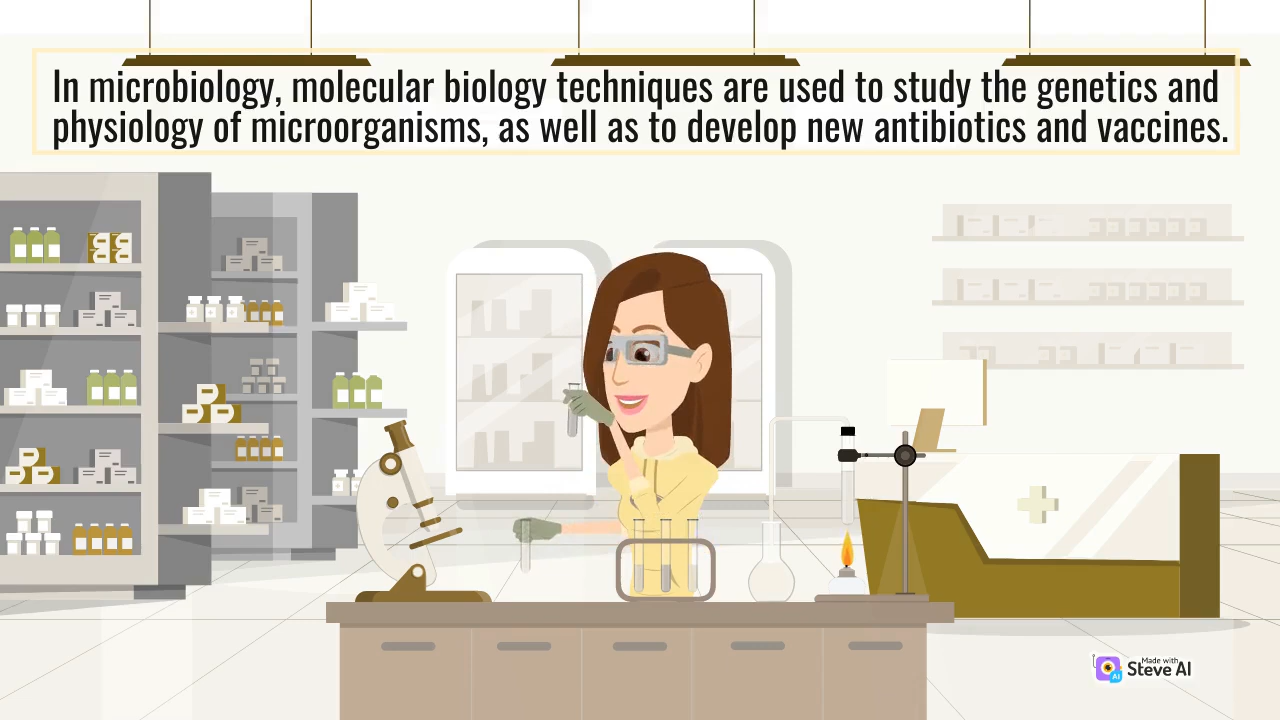 In microbiology, molecular biology techniques are used to study the genetics and
physiology of microorganisms, as well as to develop new antibiotics and vaccines.
Made with
Steve AI
AI